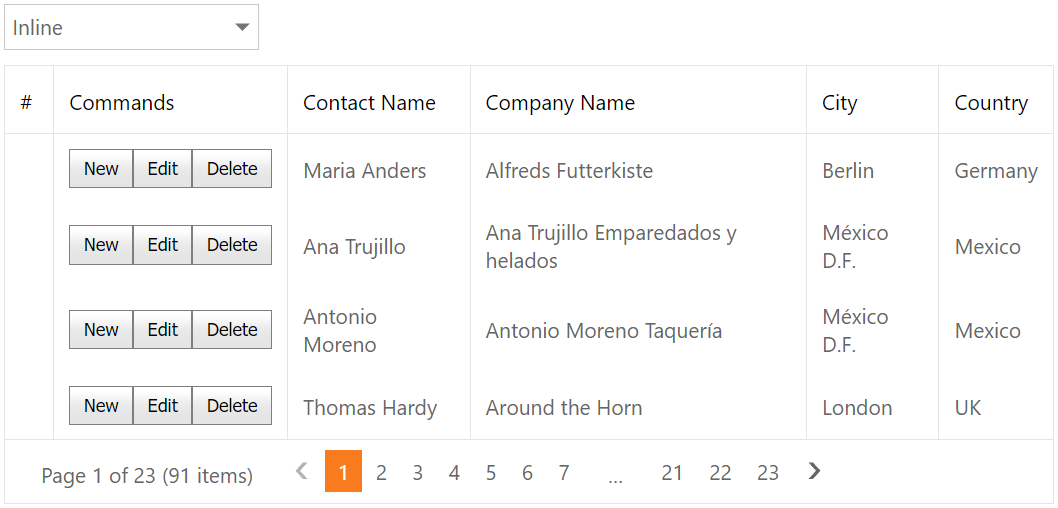 Inline
# Commands Contact Name Company Name City Country
New Edit Delete Maria Anders Alfreds Futterkiste Berlin Germany
New Edit Delete Ana Trujillo Ana Trujillo Emparedados y helados México D.F. Mexico
New Edit Delete Antonio Moreno Antonio Moreno Taquería México D.F. Mexico
New Edit Delete Thomas Hardy Around the Horn London UK
Page 1 of 23 (91 items) 1 2 3 4 5 6 7 … 21 22 23